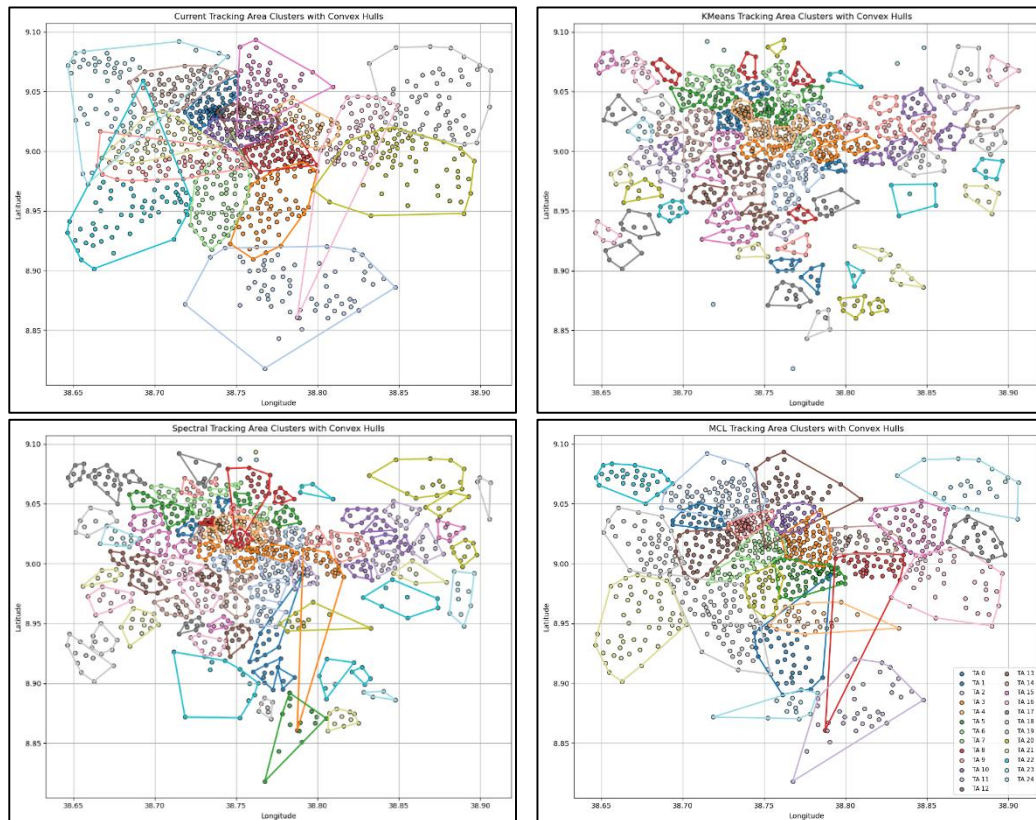 Current Tracking Area Clusters with Convex Hulls
9.10
9.05
9.00
8.95
8.90
8.85
Latitude
38.65 38.70 38.75 38.80 38.85 38.90
Longitude
KMeans Tracking Area Clusters with Convex Hulls
9.10
9.05
9.00
8.95
8.90
8.85
Latitude
38.65 38.70 38.75 38.80 38.85 38.90
Longitude
Spectral Tracking Area Clusters with Convex Hulls
9.10
9.05
9.00
8.95
8.90
8.85
Latitude
38.65 38.70 38.75 38.80 38.85 38.90
Longitude
MCL Tracking Area Clusters with Convex Hulls
9.10
9.05
9.00
8.95
8.90
8.85
Latitude
38.65 38.70 38.75 38.80 38.85 38.90
Longitude
TA 0 TA 13
TA 1 TA 14
TA 2 TA 15
TA 3 TA 16
TA 4 TA 17
TA 5 TA 18
TA 6 TA 19
TA 7 TA 20
TA 8 TA 21
TA 9 TA 22
TA 10 TA 23
TA 11 TA 24
TA 12